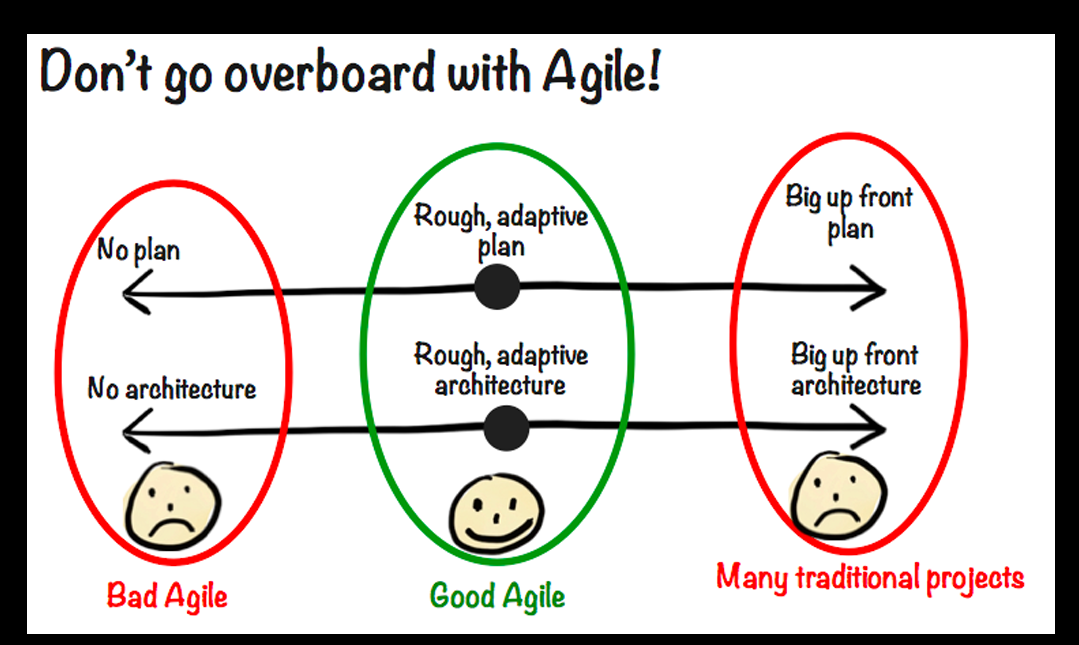 Don't go overboard with Agile!
No plan
Rough, adaptive
plan
Big up front
plan
No architecture
Rough, adaptive
architecture
Big up front
architecture
Bad Agile
Good Agile
Many traditional projects